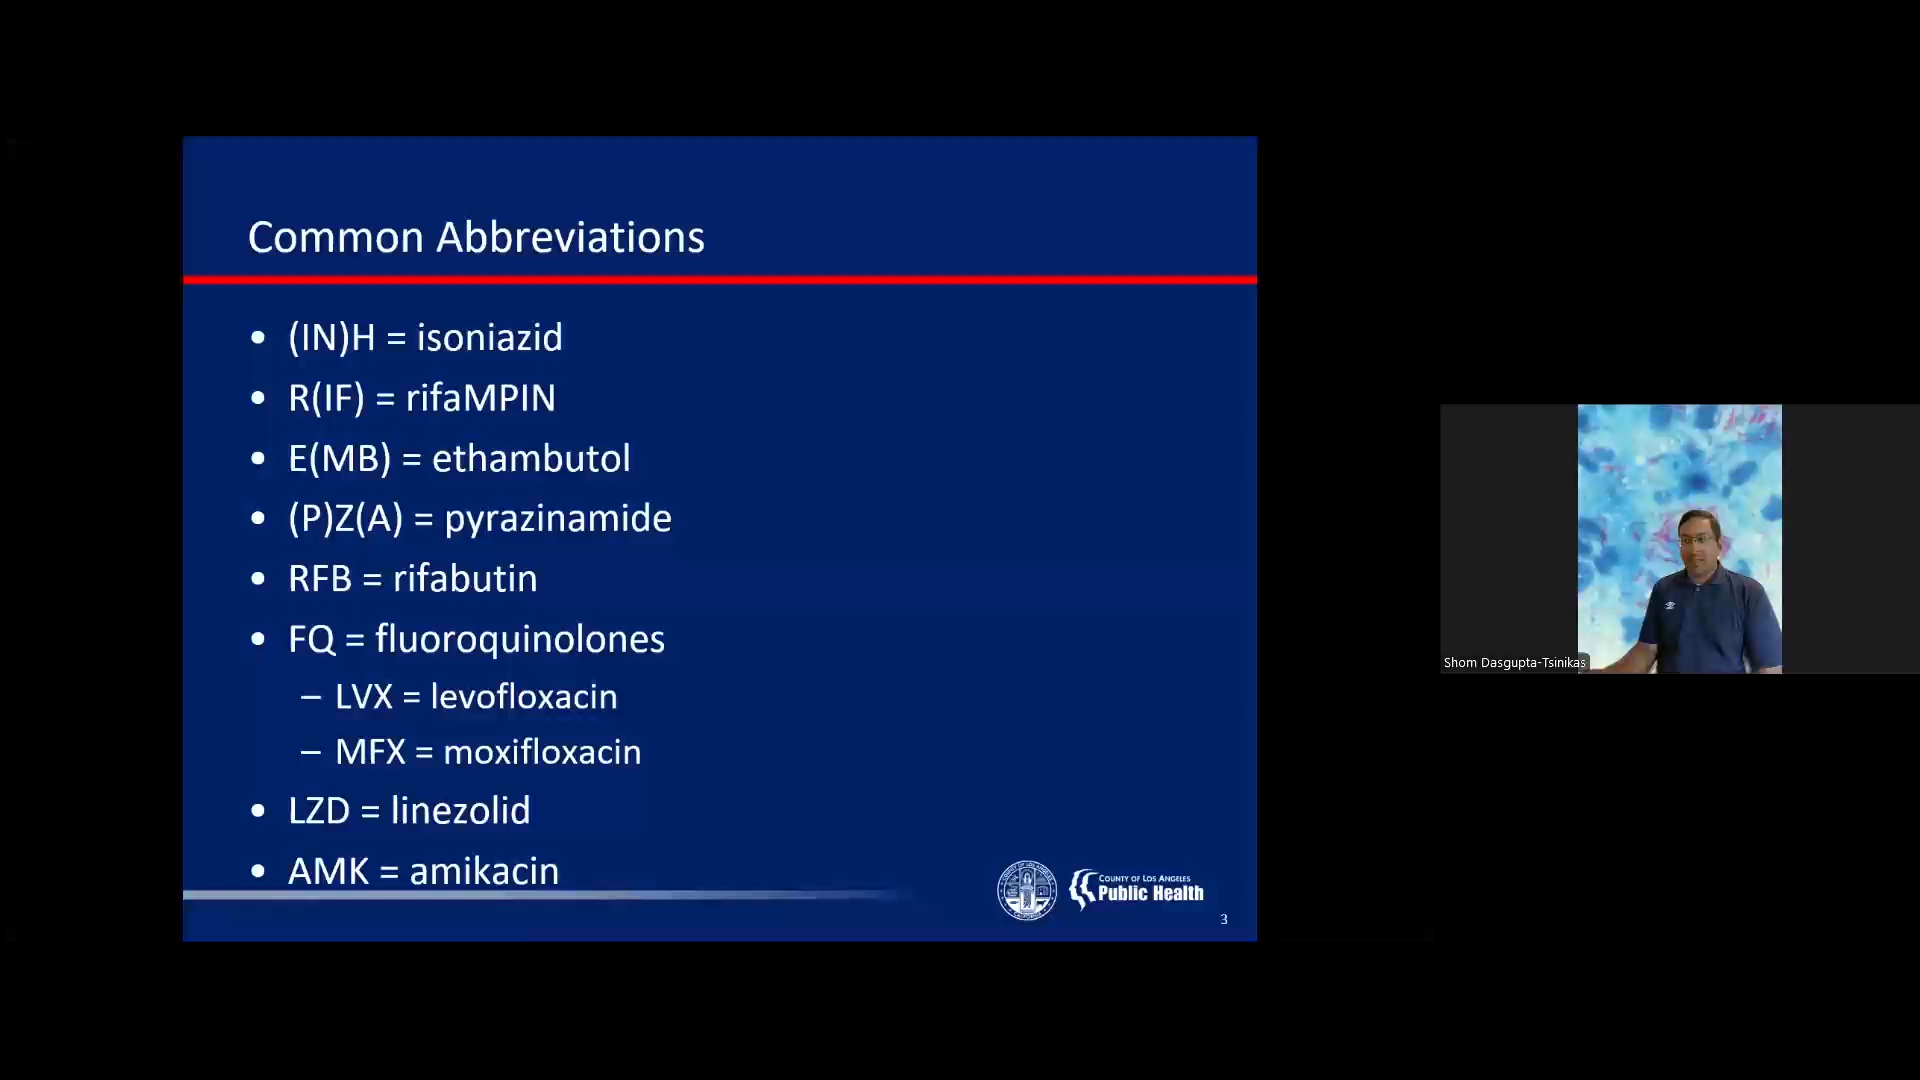 Common Abbreviations
• (IN)H = isoniazid
• R(IF) = rifaMPIN
• E(MB) = ethambutol
• (P)Z(A) = pyrazinamide
• RFB = rifabutin
• FQ = fluoroquinolones
– LVX = levofloxacin
– MFX = moxifloxacin
• LZD = linezolid
• AMK = amikacin
COUNTY OF LOS ANGELES
Public Health
3
Shom Dasgupta-Tsinikas